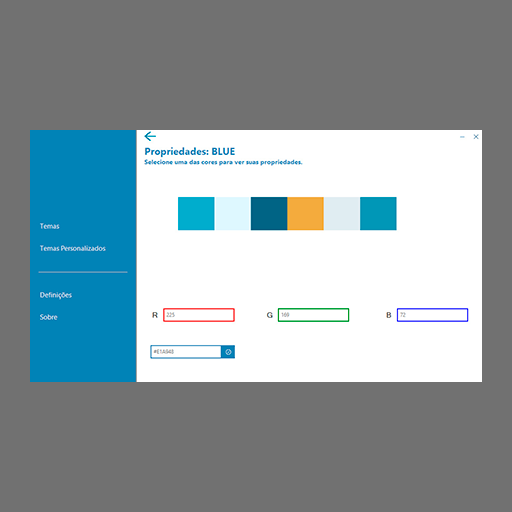 Propriedades: BLUE
Selecione uma das cores para ver suas propriedades.
Temas
Temas Personalizados
Definições
Sobre
R
225
G
169
B
72
#E1A948